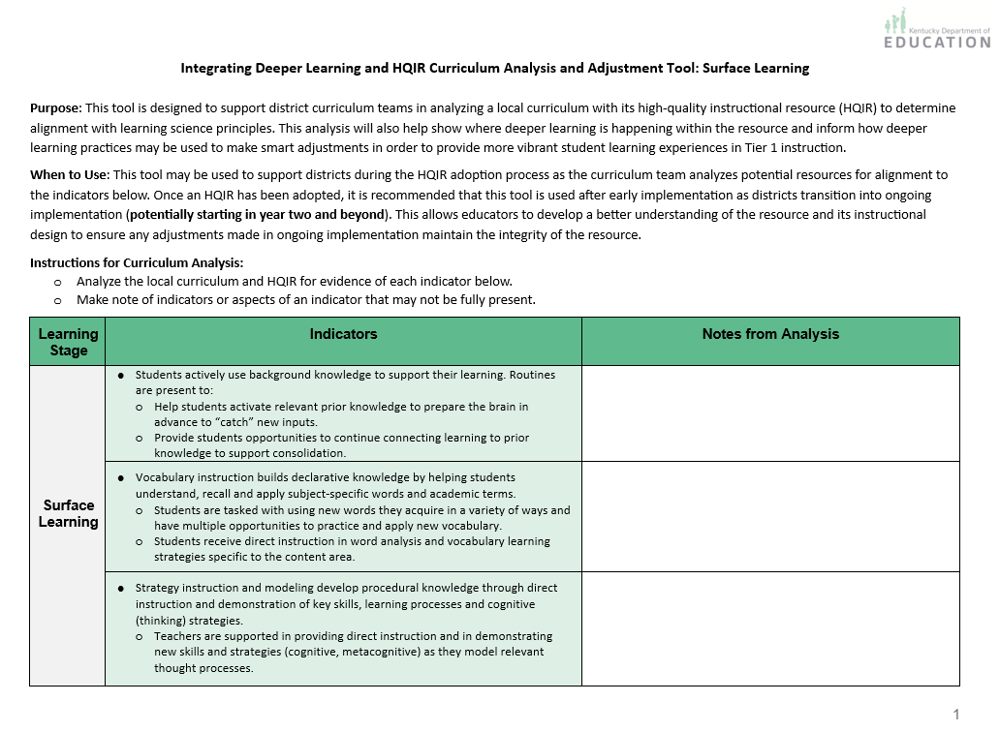 Kentucky Department of
EDUCATION
Integrating Deeper Learning and HQIR Curriculum Analysis and Adjustment Tool: Surface Learning
Purpose: This tool is designed to support district curriculum teams in analyzing a local curriculum with its high-quality instructional resource (HQIR) to determine
alignment with learning science principles. This analysis will also help show where deeper learning is happening within the resource and inform how deeper
learning practices may be used to make smart adjustments in order to provide more vibrant student learning experiences in Tier 1 instruction.
When to Use: This tool may be used to support districts during the HQIR adoption process as the curriculum team analyzes potential resources for alignment to
the indicators below. Once an HQIR has been adopted, it is recommended that this tool is used after early implementation as districts transition into ongoing
implementation (potentially starting in year two and beyond). This allows educators to develop a better understanding of the resource and its instructional
design to ensure any adjustments made in ongoing implementation maintain the integrity of the resource.
Instructions for Curriculum Analysis:
o Analyze the local curriculum and HQIR for evidence of each indicator below.
o Make note of indicators or aspects of an indicator that may not be fully present.
Learning
Stage
Indicators
Notes from Analysis
Surface
Learning
● Students actively use background knowledge to support their learning. Routines
are present to:
o Help students activate relevant prior knowledge to prepare the brain in
advance to “catch” new inputs.
o Provide students opportunities to continue connecting learning to prior
knowledge to support consolidation.
● Vocabulary instruction builds declarative knowledge by helping students
understand, recall and apply subject-specific words and academic terms.
o Students are tasked with using new words they acquire in a variety of ways and
have multiple opportunities to practice and apply new vocabulary.
o Students receive direct instruction in word analysis and vocabulary learning
strategies specific to the content area.
● Strategy instruction and modeling develop procedural knowledge through direct
instruction and demonstration of key skills, learning processes and cognitive
(thinking) strategies.
o Teachers are supported in providing direct instruction and in demonstrating
new skills and strategies (cognitive, metacognitive) as they model relevant
thought processes.
1